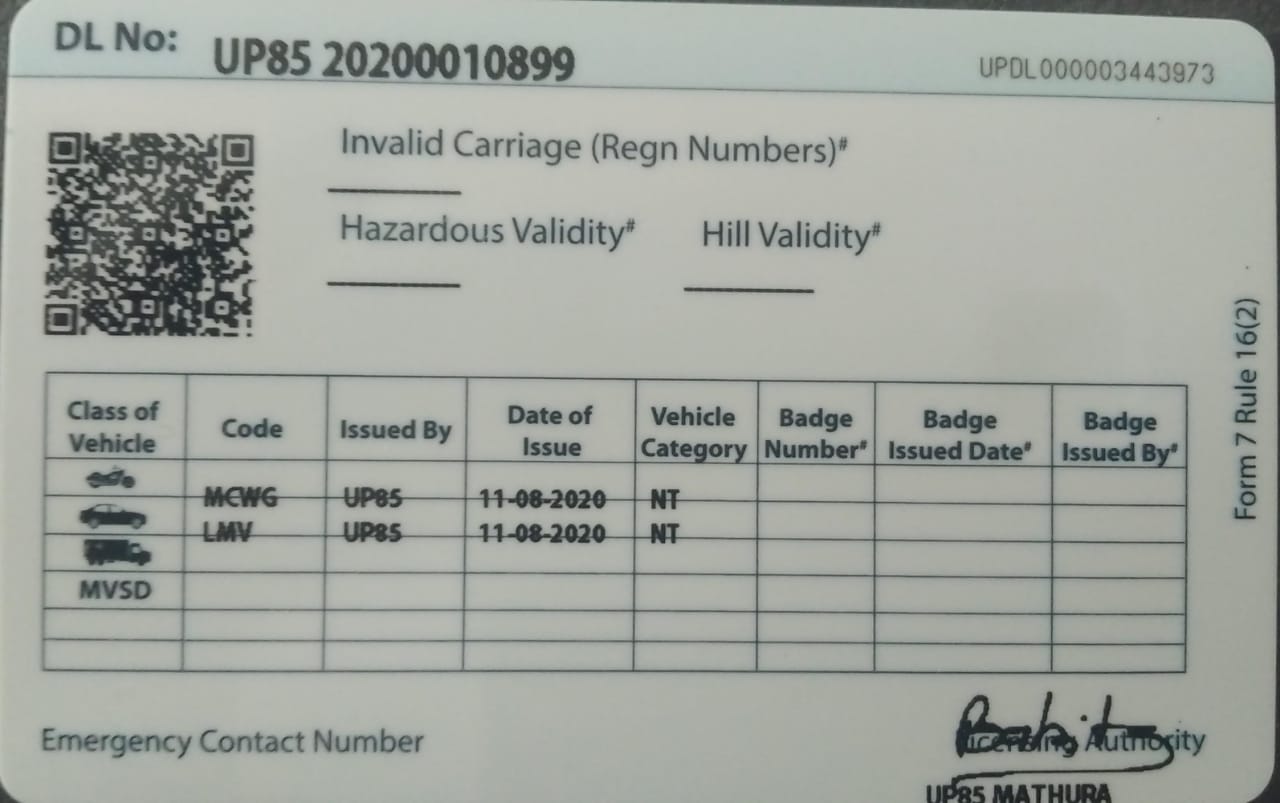 DL No: UP85 20200010899 UPDL000003443973
Invalid Carriage (Regn Numbers)#
Hazardous Validity# Hill Validity#
Form 7 Rule 16(2)
Class of Vehicle Code Issued By Date of Issue Vehicle Category Badge Number# Badge Issued Date# Badge Issued By#
MCWG UP85 11-08-2020 NT
LMV UP85 11-08-2020 NT
MVSD
Emergency Contact Number
Licensing Authority
UP85 MATHURA